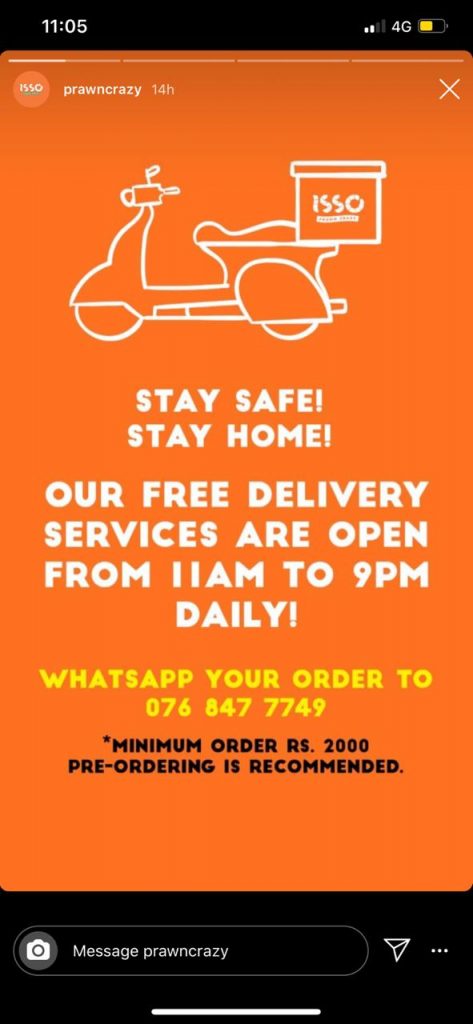 11:05
4G
ISSO
prawncrazy 14h
ISSO
PRAWN CRAZY
STAY SAFE!
STAY HOME!
OUR FREE DELIVERY
SERVICES ARE OPEN
FROM 11AM TO 9PM
DAILY!
WHATSAPP YOUR ORDER TO
076 847 7749
*MINIMUM ORDER RS. 2000
PRE-ORDERING IS RECOMMENDED.
Message prawncrazy